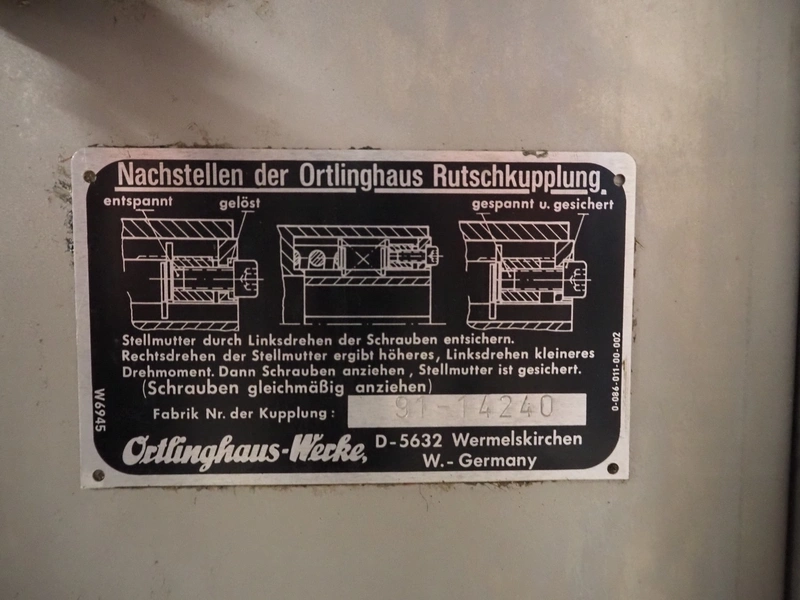 Nachstellen der Ortlinghaus Rutschkupplung.
entspannt gelöst gespannt u. gesichert
Stellmutter durch Linksdrehen der Schrauben entsichern.
Rechtsdrehen der Stellmutter ergibt höheres, Linksdrehen kleineres
Drehmoment. Dann Schrauben anziehen, Stellmutter ist gesichert.
(Schrauben gleichmäßig anziehen)
Fabrik Nr. der Kupplung: 91-14240
Ortlinghaus-Werke, D-5632 Wermelskirchen
W.-Germany
W6945
0-086-011-00-002